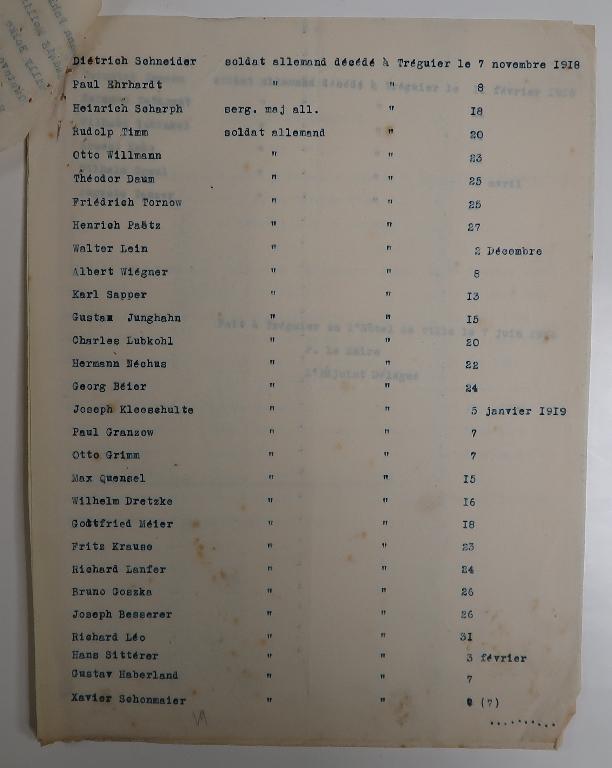 Diétrich Schneider soldat allemand décédé à Tréguier le 7 novembre 1918
Paul Ehrhardt " " 8
Heinrich Scharph serg. maj all. " 18
Rudolp Timm soldat allemand " 20
Otto Willmann " " 23
Théodor Daum " " 25
Friédrich Tornow " " 25
Henrich Paëtz " " 27
Walter Lein " " 2 Décembre
Albert Wiégner " " 8
Karl Sapper " " 13
Gustam Junghahn " " 15
Charles Lubkohl " " 20
Hermann Néchus " " 22
Georg Béier " " 24
Joseph Kleeschulte " " 5 janvier 1919
Paul Granzow " " 7
Otto Grimm " " 7
Max Quensel " " 15
Wilhelm Dretzke " " 16
Gottfried Méier " " 18
Fritz Krause " " 23
Richard Lanfer " " 24
Bruno Goszka " " 26
Joseph Besserer " " 26
Richard Léo " " 31
Hans Sittérer " " 3 février
Gustav Haberland " " 7
Xavier Schonmaier " " (7)
..........